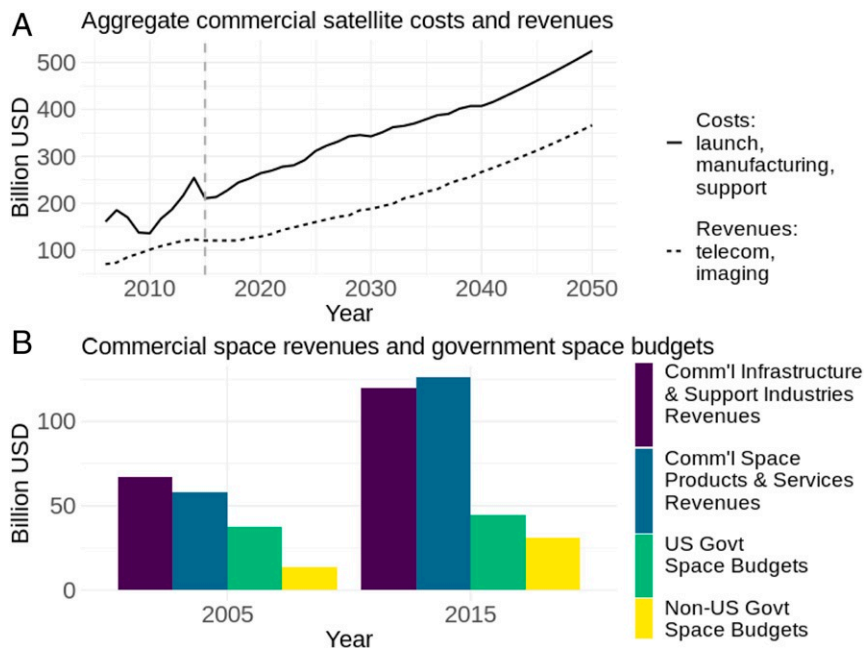 A
Aggregate commercial satellite costs and revenues
500
400
300
200
100
Billion USD
2010 2020 2030 2040 2050
Year
Costs:
launch,
manufacturing,
support
Revenues:
telecom,
imaging
B
Commercial space revenues and government space budgets
100
50
0
Billion USD
2005 2015
Year
Comm'l Infrastructure
& Support Industries
Revenues
Comm'l Space
Products & Services
Revenues
US Govt
Space Budgets
Non-US Govt
Space Budgets